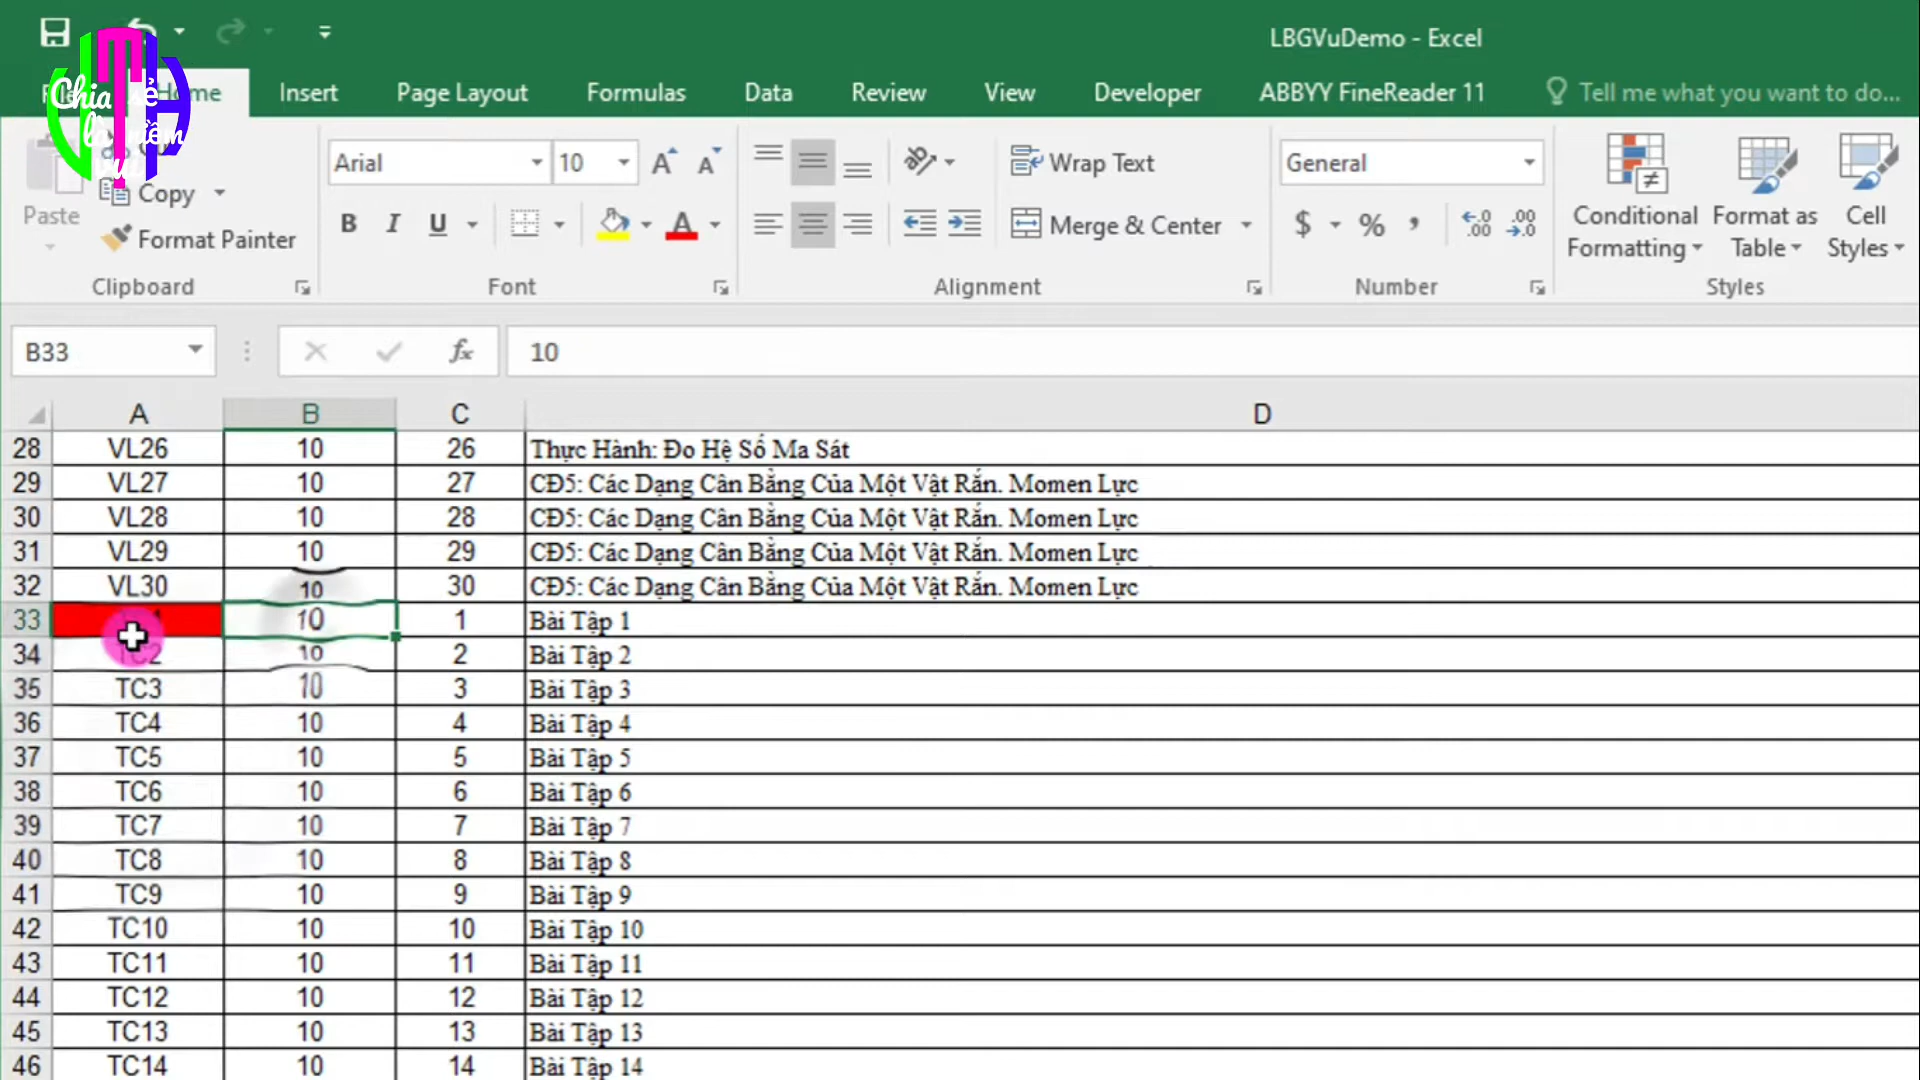 LBGVuDemo - Excel
Chia sẻ
là niềm
vui
Home Insert Page Layout Formulas Data Review View Developer ABBYY FineReader 11 Tell me what you want to do...
Paste
Copy
Format Painter
Clipboard
Arial 10
B I U A
Font
Wrap Text
Merge & Center
Alignment
General
$ % ,
Number
Conditional Formatting
Format as Table
Cell Styles
Styles
B33 fx 10
A B C D
28 VL26 10 26 Thực Hành: Đo Hệ Số Ma Sát
29 VL27 10 27 CĐ5: Các Dạng Cân Bằng Của Một Vật Rắn. Momen Lực
30 VL28 10 28 CĐ5: Các Dạng Cân Bằng Của Một Vật Rắn. Momen Lực
31 VL29 10 29 CĐ5: Các Dạng Cân Bằng Của Một Vật Rắn. Momen Lực
32 VL30 10 30 CĐ5: Các Dạng Cân Bằng Của Một Vật Rắn. Momen Lực
33 10 1 Bài Tập 1
34 TC2 10 2 Bài Tập 2
35 TC3 10 3 Bài Tập 3
36 TC4 10 4 Bài Tập 4
37 TC5 10 5 Bài Tập 5
38 TC6 10 6 Bài Tập 6
39 TC7 10 7 Bài Tập 7
40 TC8 10 8 Bài Tập 8
41 TC9 10 9 Bài Tập 9
42 TC10 10 10 Bài Tập 10
43 TC11 10 11 Bài Tập 11
44 TC12 10 12 Bài Tập 12
45 TC13 10 13 Bài Tập 13
46 TC14 10 14 Bài Tập 14